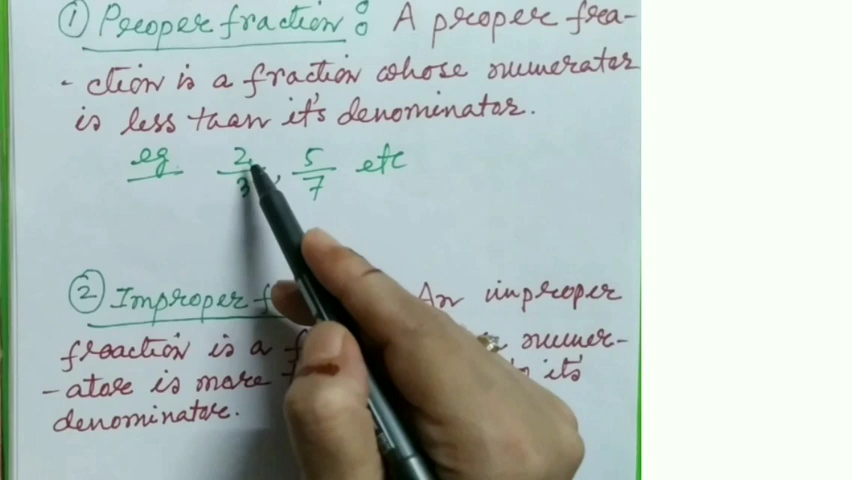 ① Proper fraction : A proper fra-
- ction is a fraction whose numerator
is less than it's denominator.
eg 2/3, 5/7 etc
② Improper An improper
fraction is a numer-
- ator is more it's
denominator.